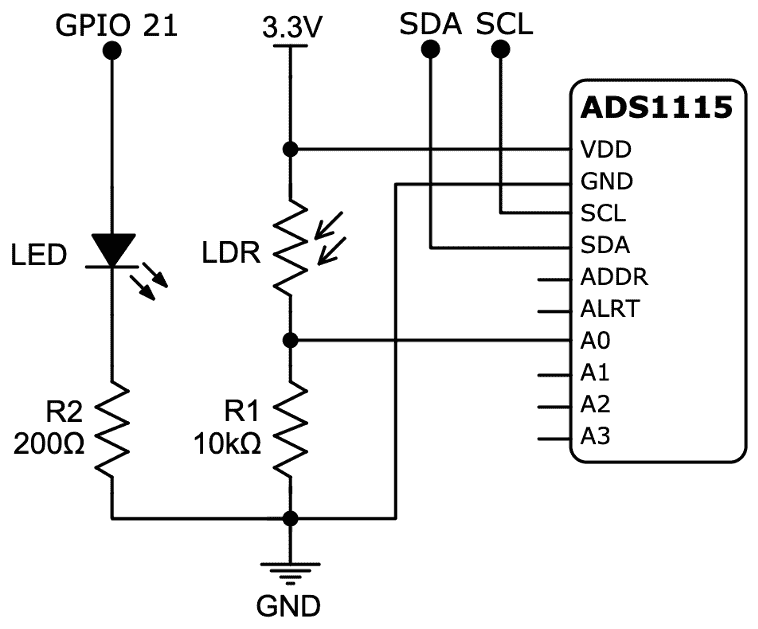 GPIO 21
3.3V
SDA SCL
ADS1115
VDD
GND
SCL
SDA
ADDR
ALRT
A0
A1
A2
A3
LED
LDR
R2
200Ω
R1
10kΩ
GND